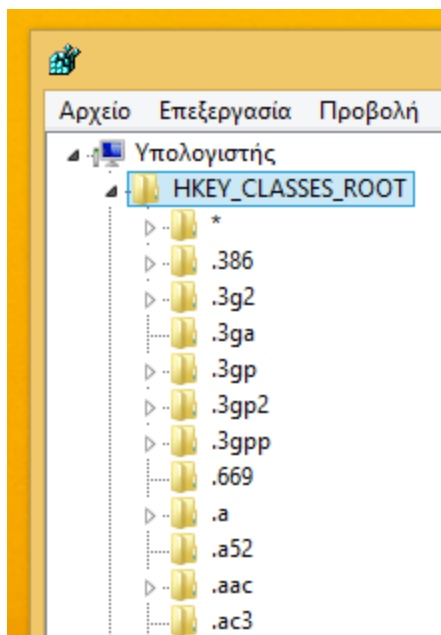 Αρχείο Επεξεργασία Προβολή
Υπολογιστής
HKEY_CLASSES_ROOT
*
.386
.3g2
.3ga
.3gp
.3gp2
.3gpp
.669
.a
.a52
.aac
.ac3